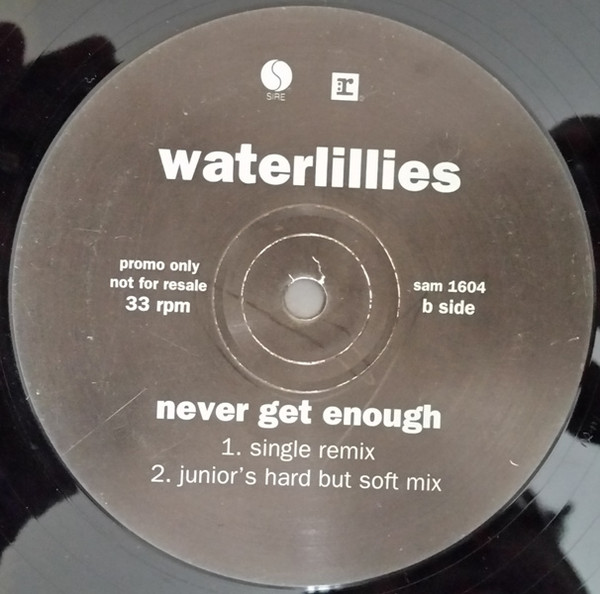 SIRE
r
waterlillies
promo only
not for resale
33 rpm
sam 1604
b side
never get enough
1. single remix
2. junior's hard but soft mix